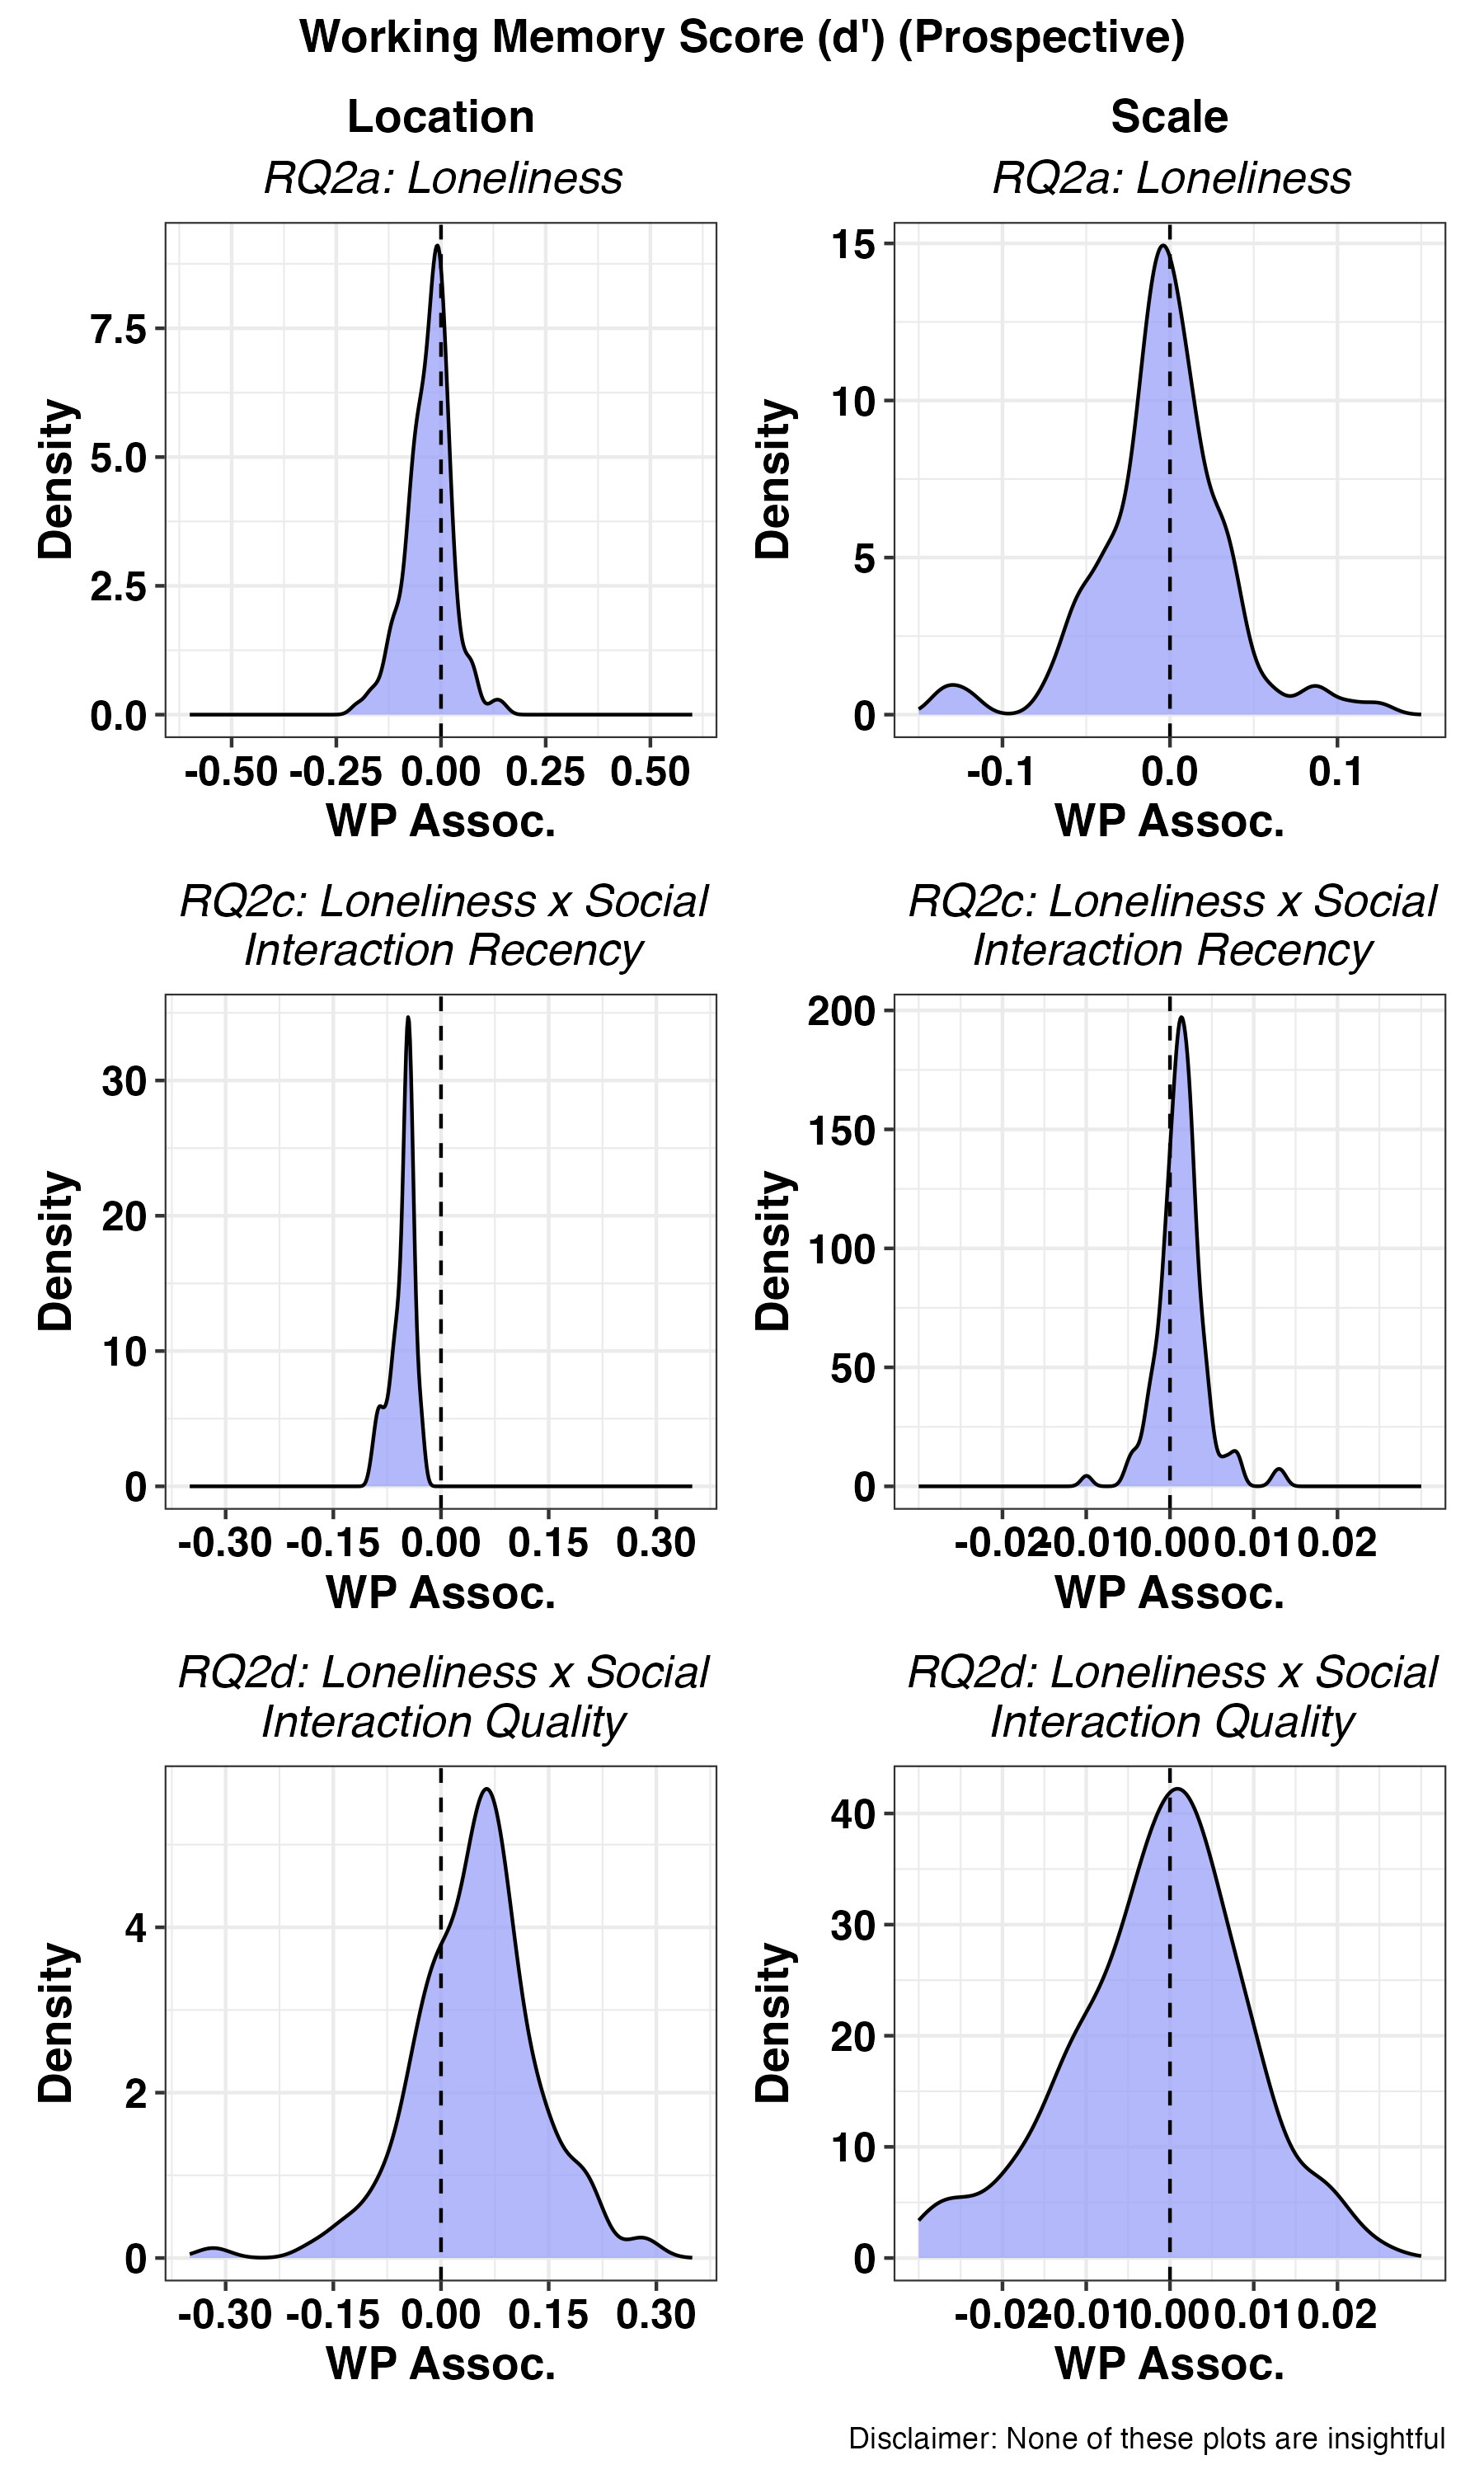 Working Memory Score (d') (Prospective)
Location
Scale
RQ2a: Loneliness
RQ2a: Loneliness
Density
7.5
5.0
2.5
0.0
-0.50 -0.25 0.00 0.25 0.50
WP Assoc.
Density
15
10
5
0
-0.1 0.0 0.1
WP Assoc.
RQ2c: Loneliness x Social
Interaction Recency
RQ2c: Loneliness x Social
Interaction Recency
Density
30
20
10
0
-0.30 -0.15 0.00 0.15 0.30
WP Assoc.
Density
200
150
100
50
0
-0.02 -0.01 0.00 0.01 0.02
WP Assoc.
RQ2d: Loneliness x Social
Interaction Quality
RQ2d: Loneliness x Social
Interaction Quality
Density
4
2
0
-0.30 -0.15 0.00 0.15 0.30
WP Assoc.
Density
40
30
20
10
0
-0.02 -0.01 0.00 0.01 0.02
WP Assoc.
Disclaimer: None of these plots are insightful